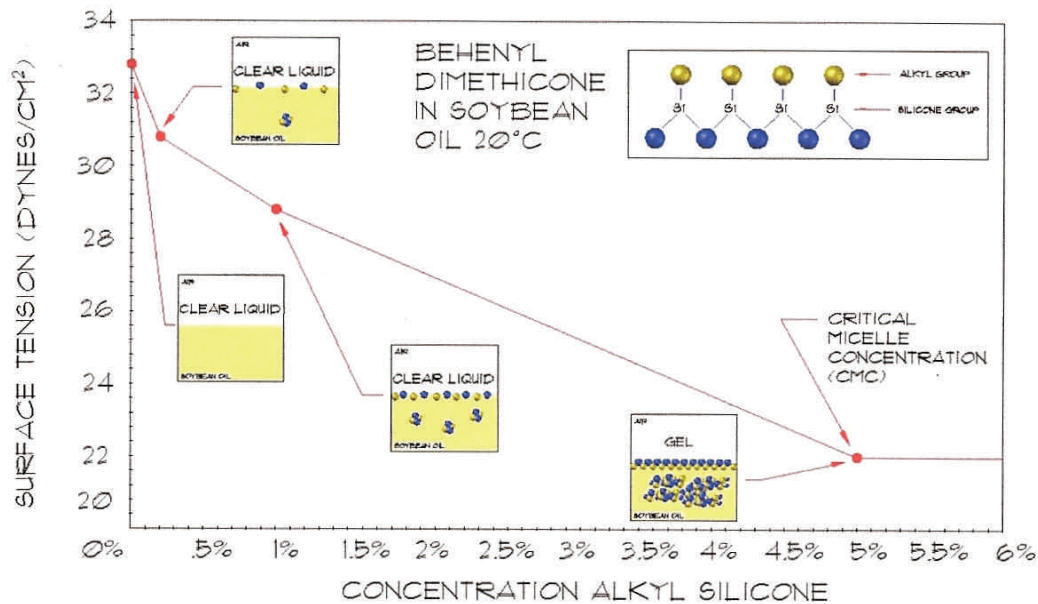 34
32
30
28
26
24
22
20
SURFACE TENSION (DYNES/CM²)
AIR
CLEAR LIQUID
SOYBEAN OIL
BEHENYL
DIMETHICONE
IN SOYBEAN
OIL 20°C
ALKYL GROUP
SI SI SI SI
SILICONE GROUP
AIR
CLEAR LIQUID
SOYBEAN OIL
AIR
CLEAR LIQUID
SOYBEAN OIL
CRITICAL
MICELLE
CONCENTRATION
(CMC)
AIR
GEL
SOYBEAN OIL
0% .5% 1% 1.5% 2% 2.5% 3% 3.5% 4% 4.5% 5% 5.5% 6%
CONCENTRATION ALKYL SILICONE